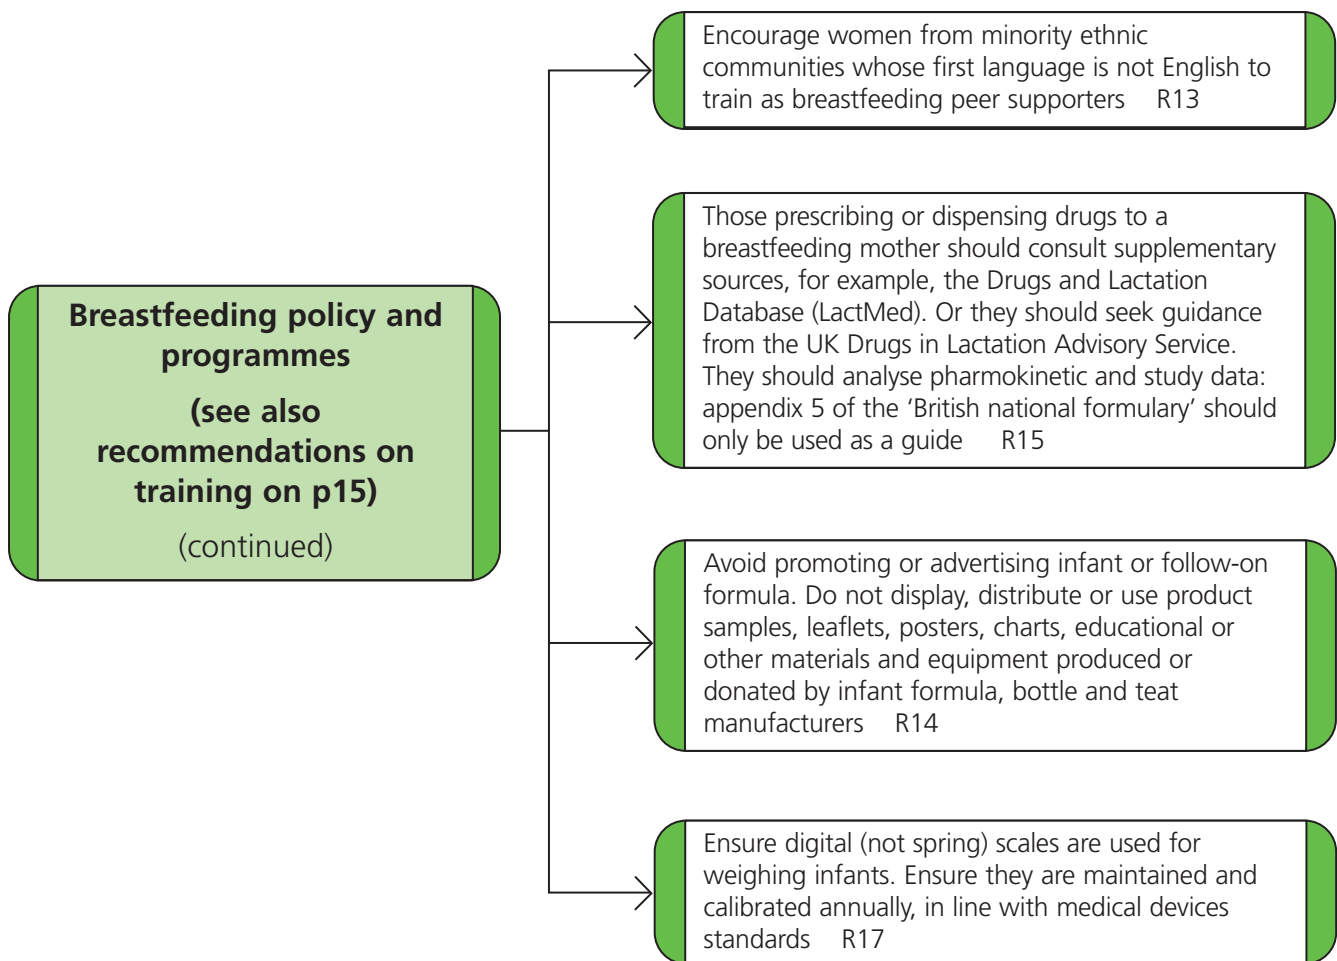 Breastfeeding policy and
programmes
(see also
recommendations on
training on p15)
(continued)
Encourage women from minority ethnic
communities whose first language is not English to
train as breastfeeding peer supporters R13
Those prescribing or dispensing drugs to a
breastfeeding mother should consult supplementary
sources, for example, the Drugs and Lactation
Database (LactMed). Or they should seek guidance
from the UK Drugs in Lactation Advisory Service.
They should analyse pharmokinetic and study data:
appendix 5 of the ‘British national formulary’ should
only be used as a guide R15
Avoid promoting or advertising infant or follow-on
formula. Do not display, distribute or use product
samples, leaflets, posters, charts, educational or
other materials and equipment produced or
donated by infant formula, bottle and teat
manufacturers R14
Ensure digital (not spring) scales are used for
weighing infants. Ensure they are maintained and
calibrated annually, in line with medical devices
standards R17